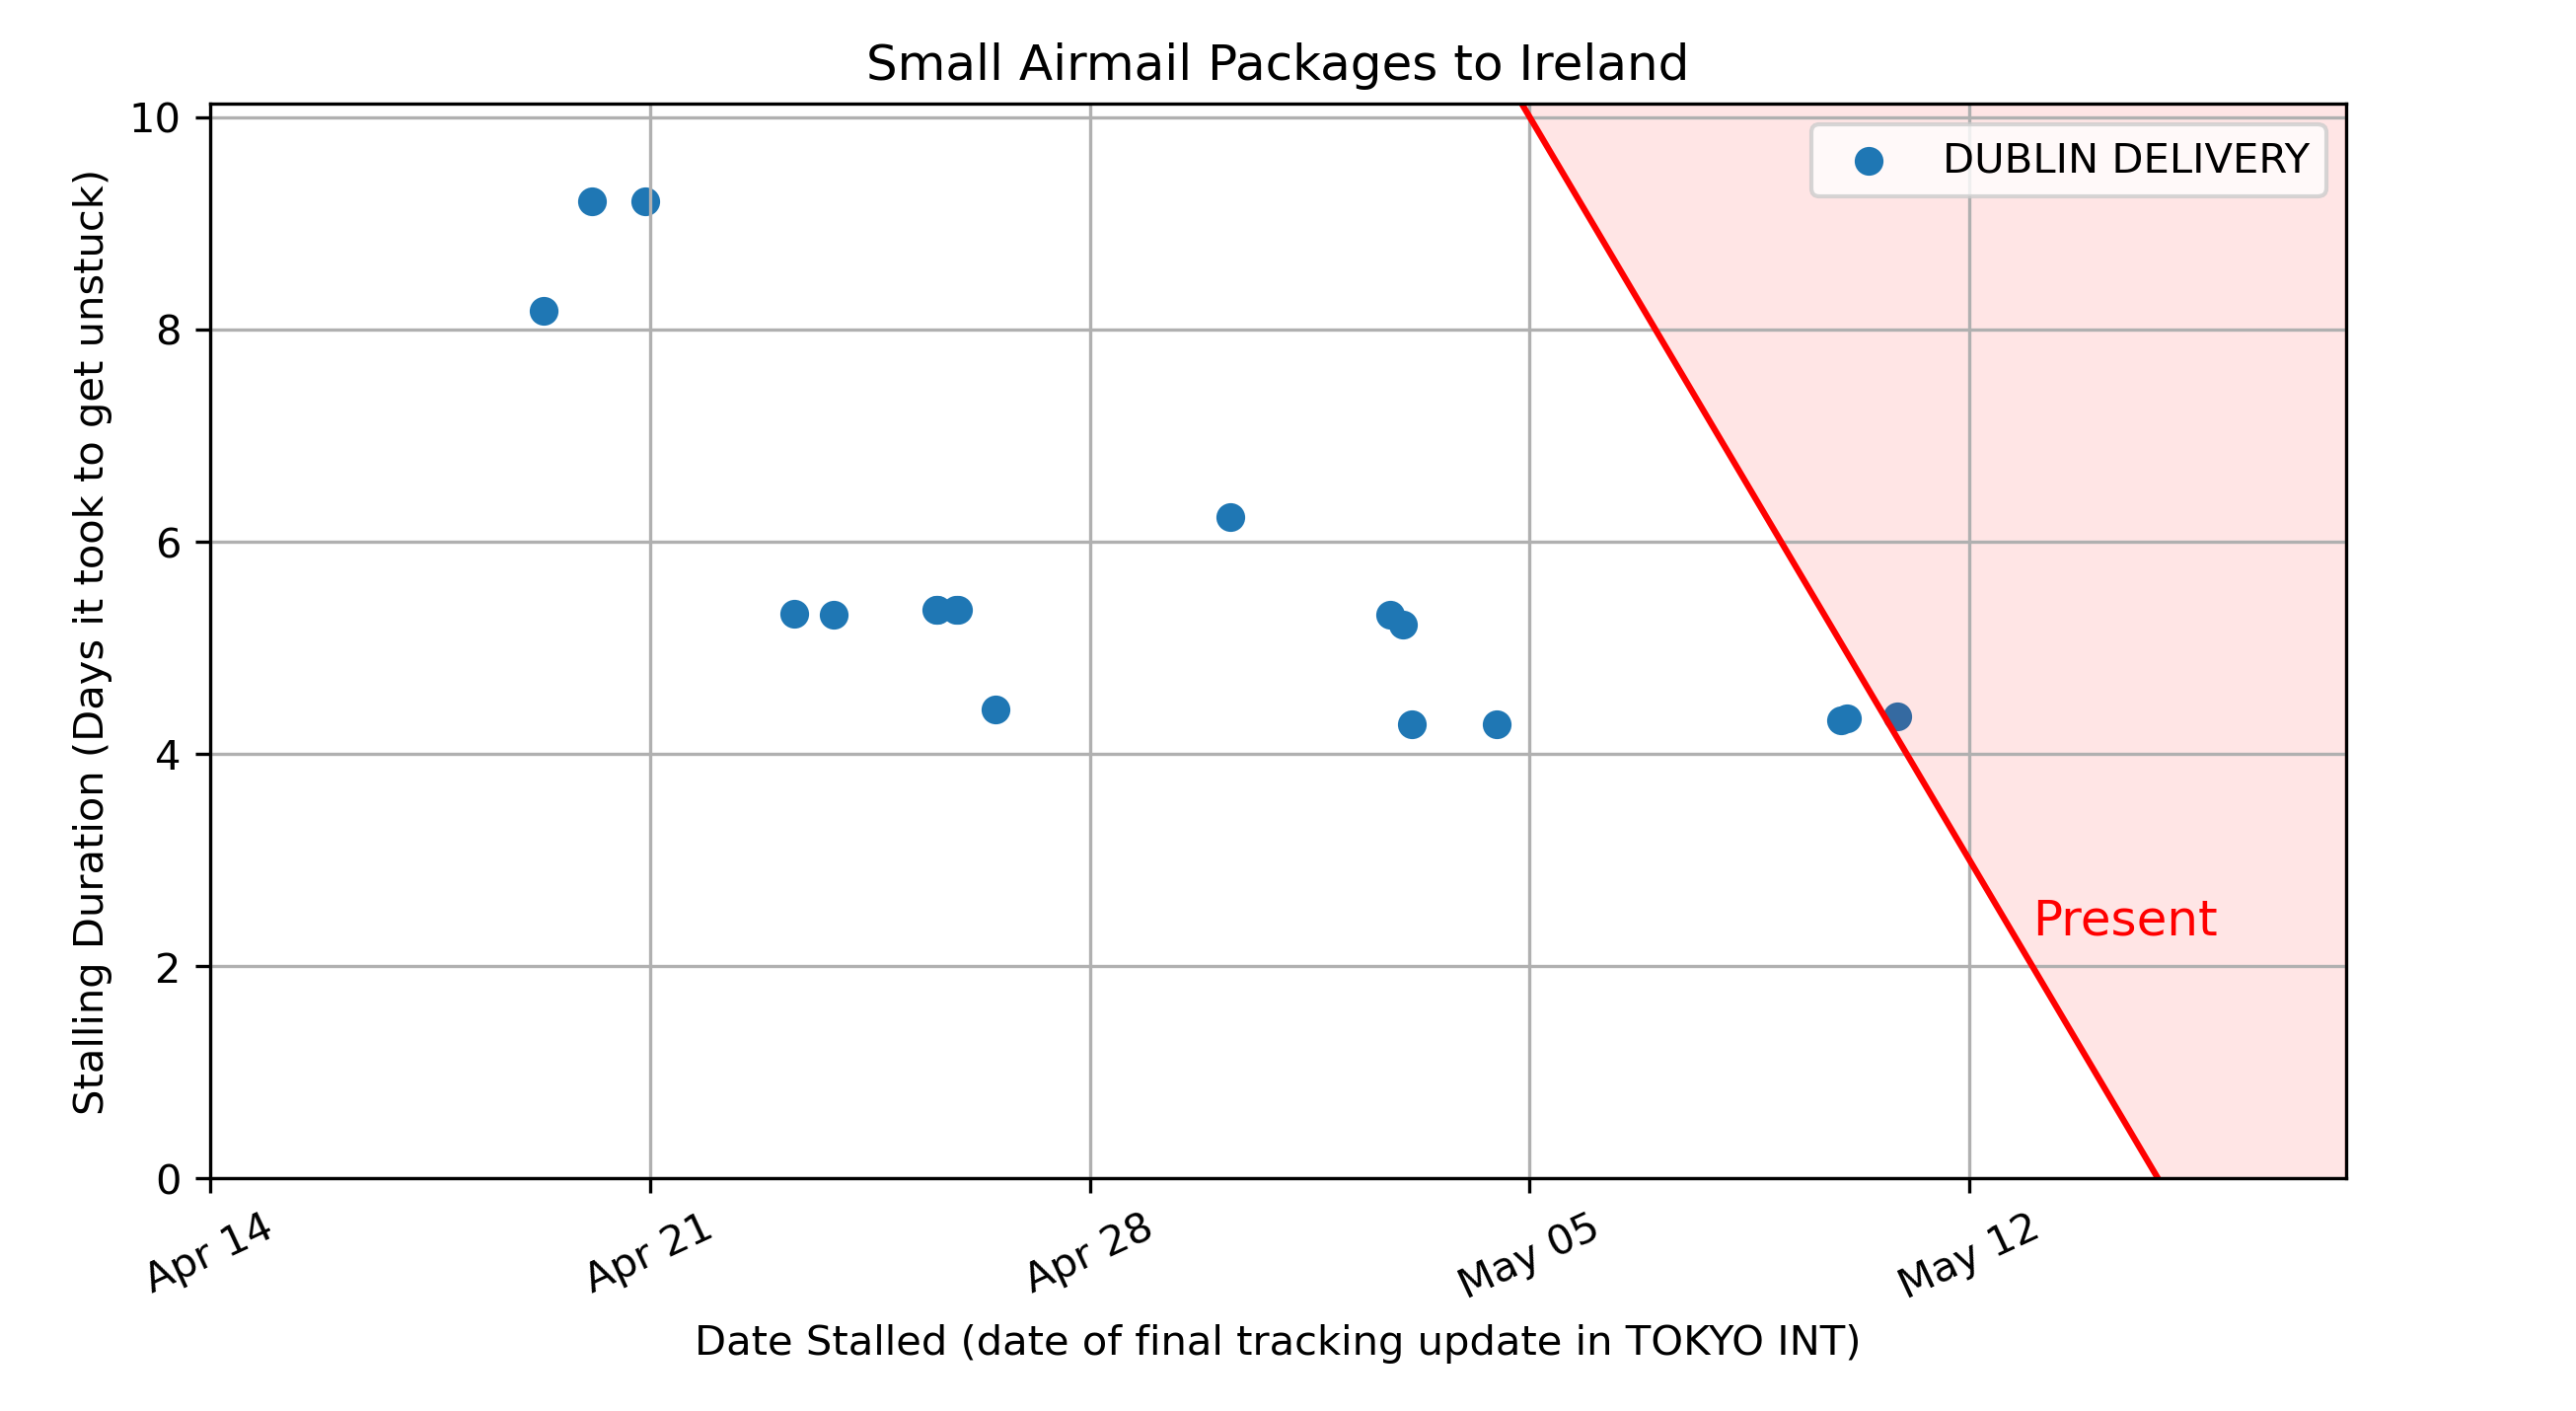 Small Airmail Packages to Ireland
DUBLIN DELIVERY
Stalling Duration (Days it took to get unstuck)
10
8
6
4
2
0
Present
Apr 14
Apr 21
Apr 28
May 05
May 12
Date Stalled (date of final tracking update in TOKYO INT)